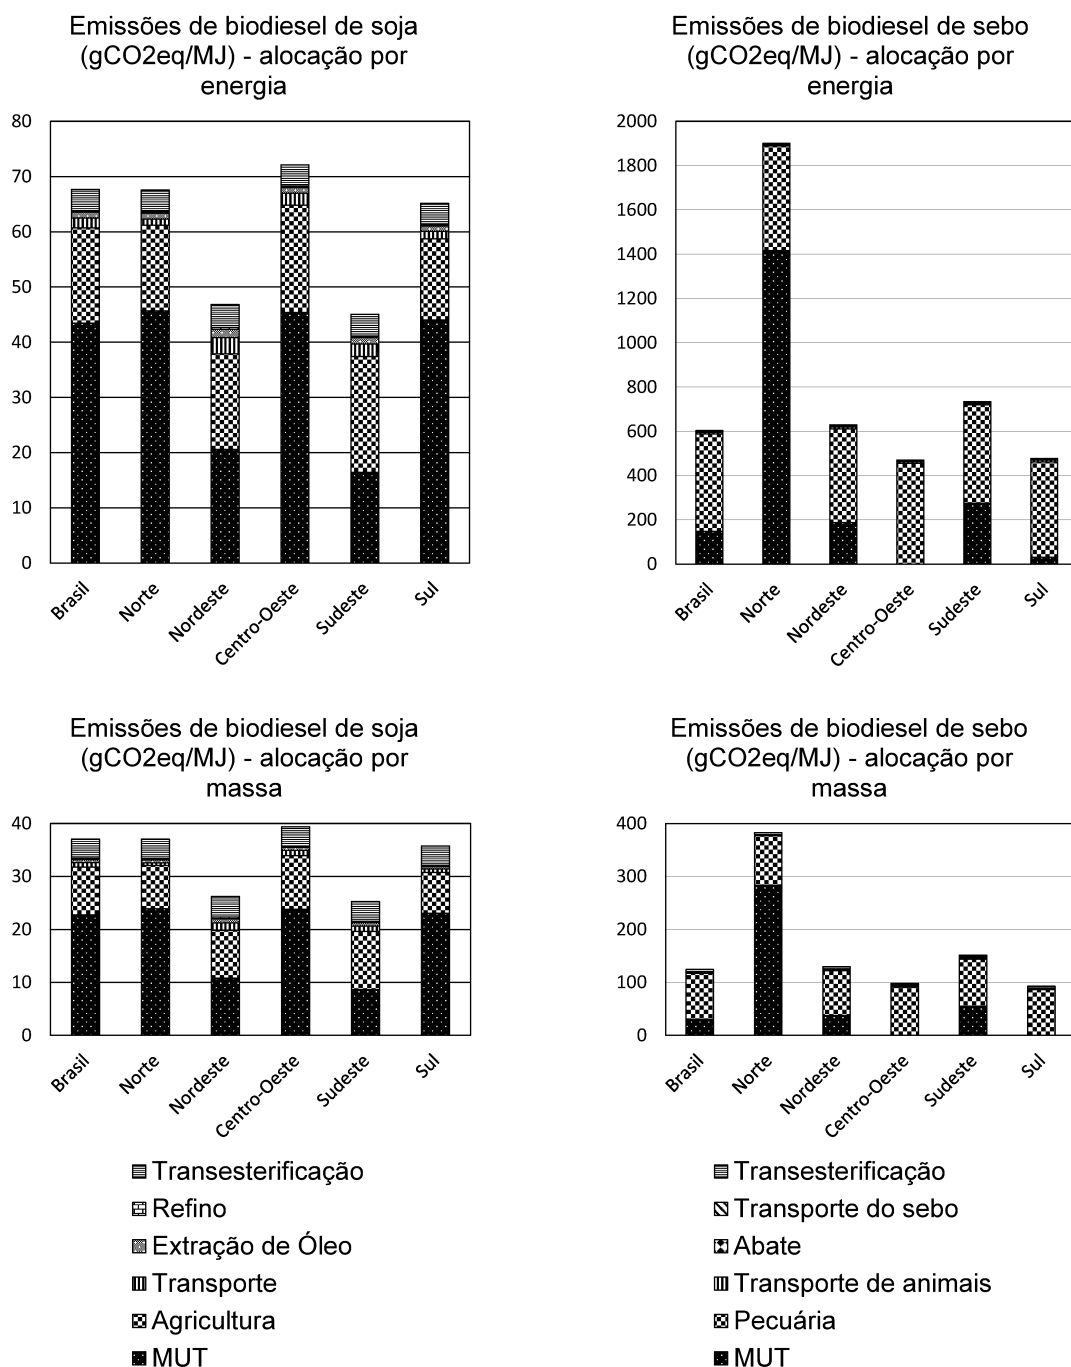 Emissões de biodiesel de soja
(gCO2eq/MJ) - alocação por
energia
80
70
60
50
40
30
20
10
0
Brasil
Norte
Nordeste
Centro-Oeste
Sudeste
Sul
Emissões de biodiesel de sebo
(gCO2eq/MJ) - alocação por
energia
2000
1800
1600
1400
1200
1000
800
600
400
200
0
Brasil
Norte
Nordeste
Centro-Oeste
Sudeste
Sul
Emissões de biodiesel de soja
(gCO2eq/MJ) - alocação por
massa
40
30
20
10
0
Brasil
Norte
Nordeste
Centro-Oeste
Sudeste
Sul
Transesterificação
Refino
Extração de Óleo
Transporte
Agricultura
MUT
Emissões de biodiesel de sebo
(gCO2eq/MJ) - alocação por
massa
400
300
200
100
0
Brasil
Norte
Nordeste
Centro-Oeste
Sudeste
Sul
Transesterificação
Transporte do sebo
Abate
Transporte de animais
Pecuária
MUT